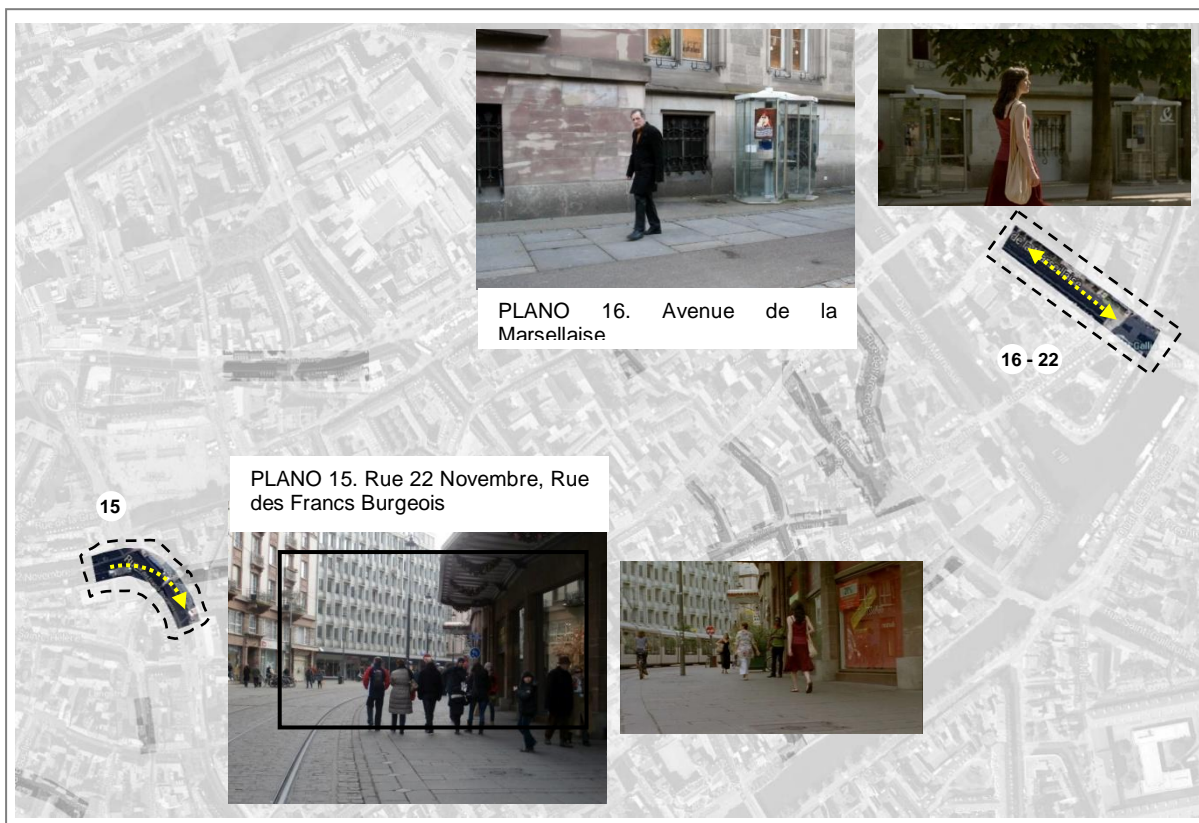 PLANO 16. Avenue de la
Marsellaise
16 - 22
PLANO 15. Rue 22 Novembre, Rue
des Francs Burgeois
15